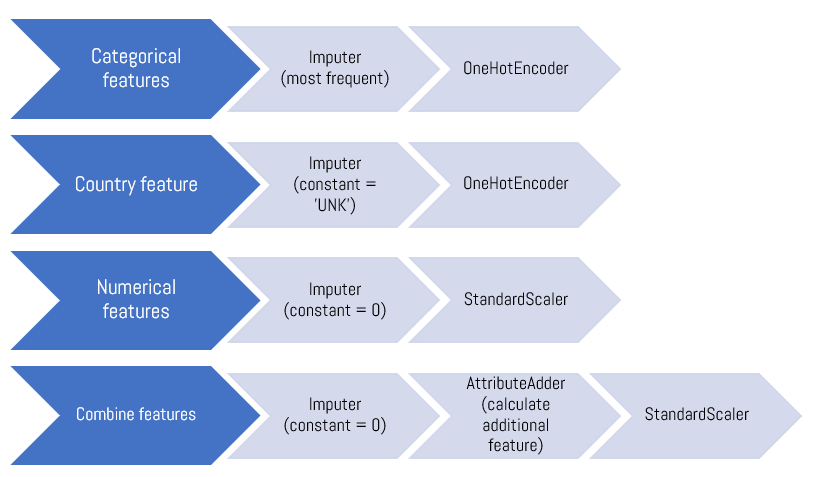 Categorical
features
Imputer
(most frequent)
OneHotEncoder
Country feature
Imputer
(constant =
'UNK')
OneHotEncoder
Numerical
features
Imputer
(constant = 0)
StandardScaler
Combine features
Imputer
(constant = 0)
AttributeAdder
(calculate
additional
feature)
StandardScaler